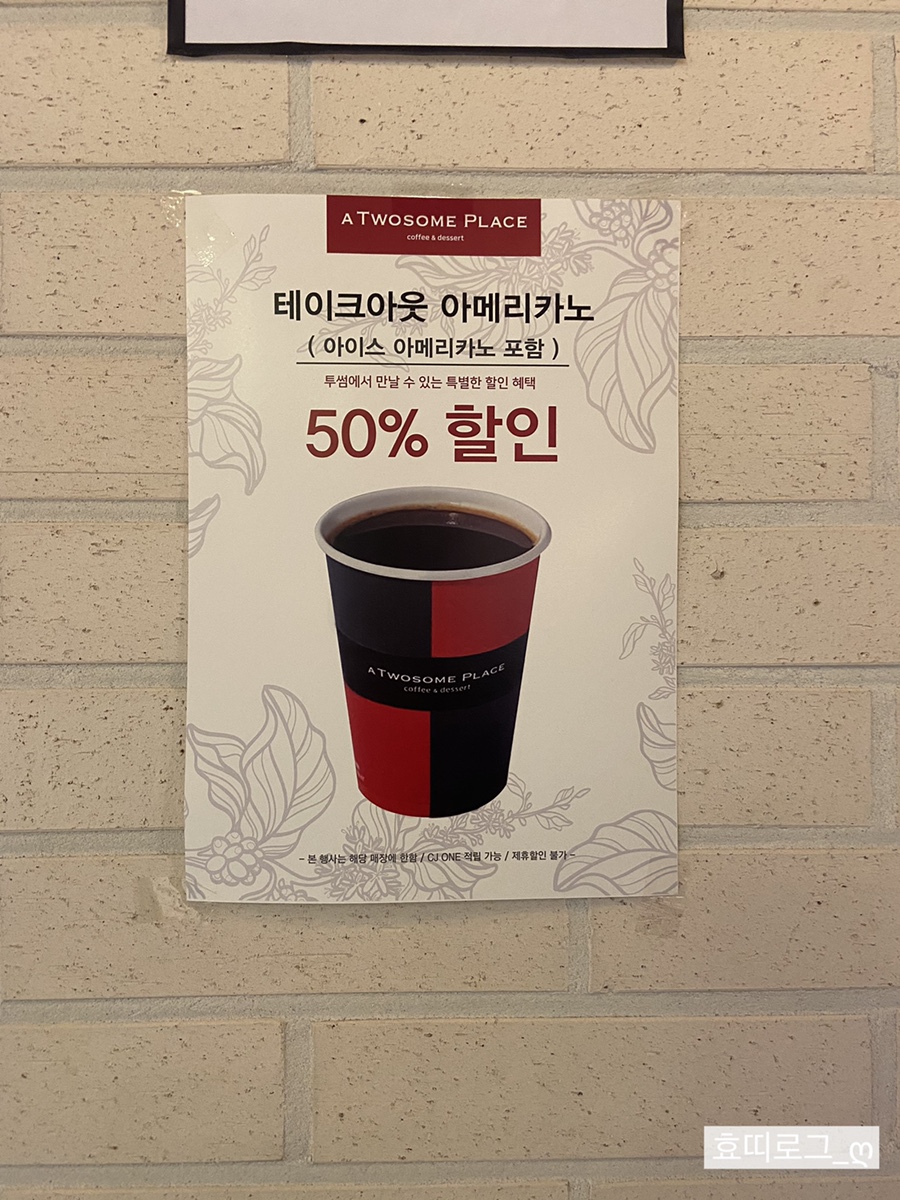 A TWOSOME PLACE
coffee & dessert
테이크아웃 아메리카노
( 아이스 아메리카노 포함 )
투썸에서 만날 수 있는 특별한 할인 혜택
50% 할인
A TWOSOME PLACE
coffee & dessert
– 본 행사는 해당 매장에 한함 / CJ ONE 적립 가능 / 제휴할인 불가 –
효띠로그_ღ